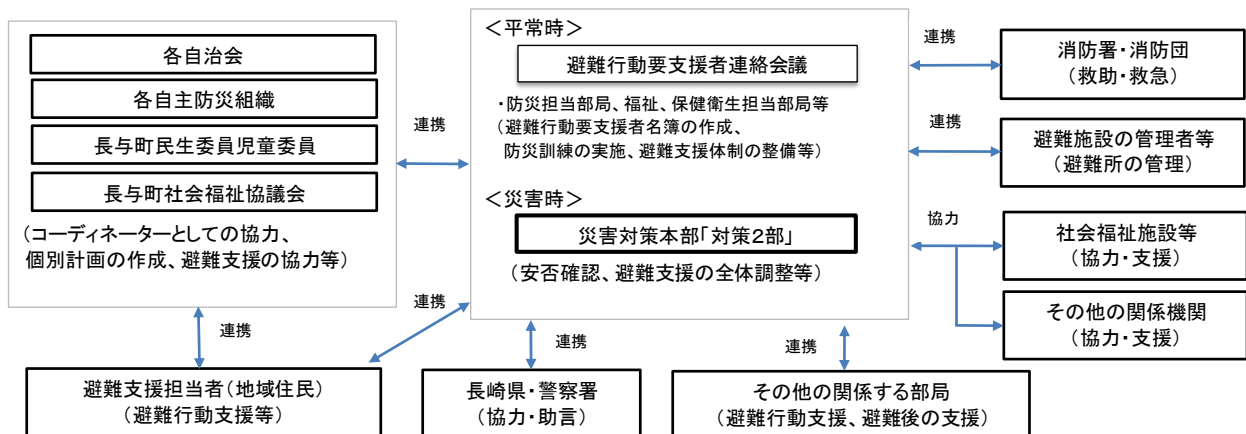 各自治会
各自主防災組織
長与町民生委員児童委員
長与町社会福祉協議会
(コーディネーターとしての協力、
個別計画の作成、避難支援の協力等)
連携
＜平常時＞
避難行動要支援者連絡会議
・防災担当部局、福祉、保健衛生担当部局等
(避難行動要支援者名簿の作成、
防災訓練の実施、避難支援体制の整備等)
＜災害時＞
災害対策本部「対策２部」
(安否確認、避難支援の全体調整等)
連携
消防署・消防団
(救助・救急)
連携
避難施設の管理者等
(避難所の管理)
協力
社会福祉施設等
(協力・支援)
その他の関係機関
(協力・支援)
連携
連携
連携
連携
避難支援担当者(地域住民)
(避難行動支援等)
長崎県・警察署
(協力・助言)
その他の関係する部局
(避難行動支援、避難後の支援)